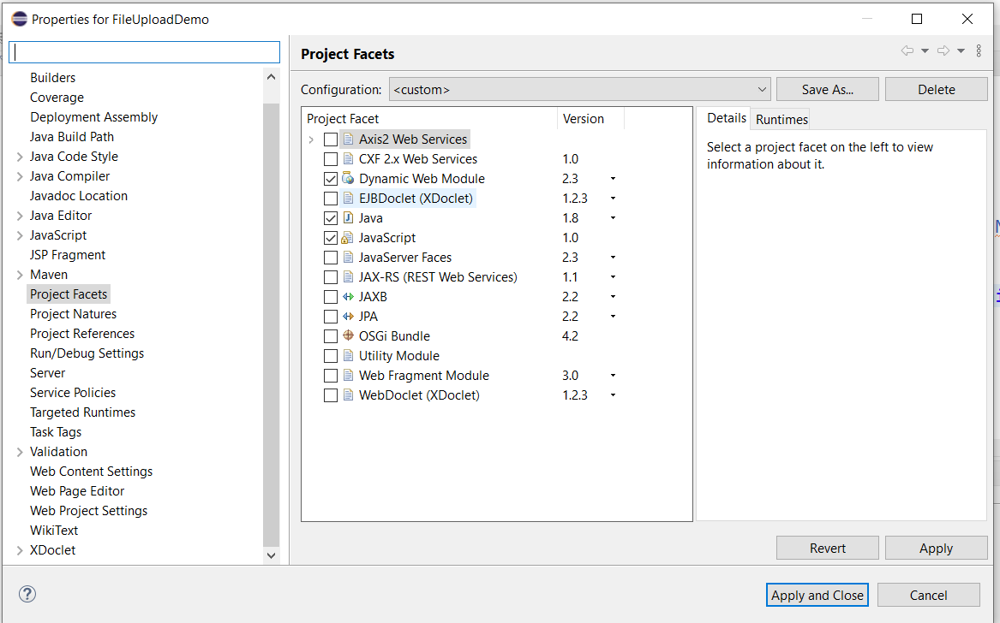 Properties for FileUploadDemo
Builders
Coverage
Deployment Assembly
Java Build Path
Java Code Style
Java Compiler
Javadoc Location
Java Editor
JavaScript
JSP Fragment
Maven
Project Facets
Project Natures
Project References
Run/Debug Settings
Server
Service Policies
Targeted Runtimes
Task Tags
Validation
Web Content Settings
Web Page Editor
Web Project Settings
WikiText
XDoclet
Project Facets
Configuration: <custom> Save As... Delete
Project Facet Version
Axis2 Web Services
CXF 2.x Web Services 1.0
Dynamic Web Module 2.3
EJBDoclet (XDoclet) 1.2.3
Java 1.8
JavaScript 1.0
JavaServer Faces 2.3
JAX-RS (REST Web Services) 1.1
JAXB 2.2
JPA 2.2
OSGi Bundle 4.2
Utility Module
Web Fragment Module 3.0
WebDoclet (XDoclet) 1.2.3
Details Runtimes
Select a project facet on the left to view
information about it.
Revert Apply
Apply and Close Cancel